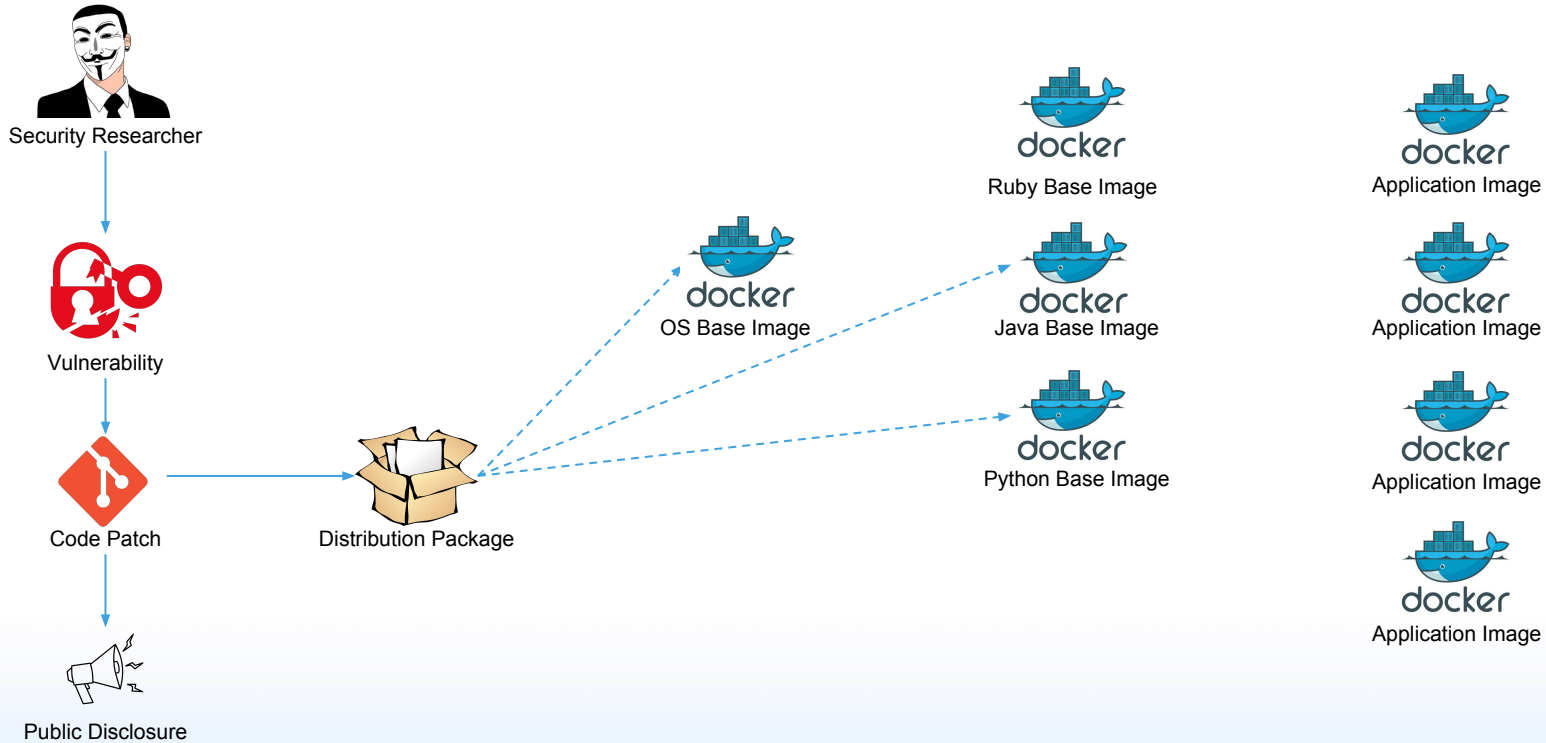 Security Researcher
Vulnerability
Code Patch
Public Disclosure
Distribution Package
docker
OS Base Image
docker
Ruby Base Image
docker
Java Base Image
docker
Python Base Image
docker
Application Image
docker
Application Image
docker
Application Image
docker
Application Image